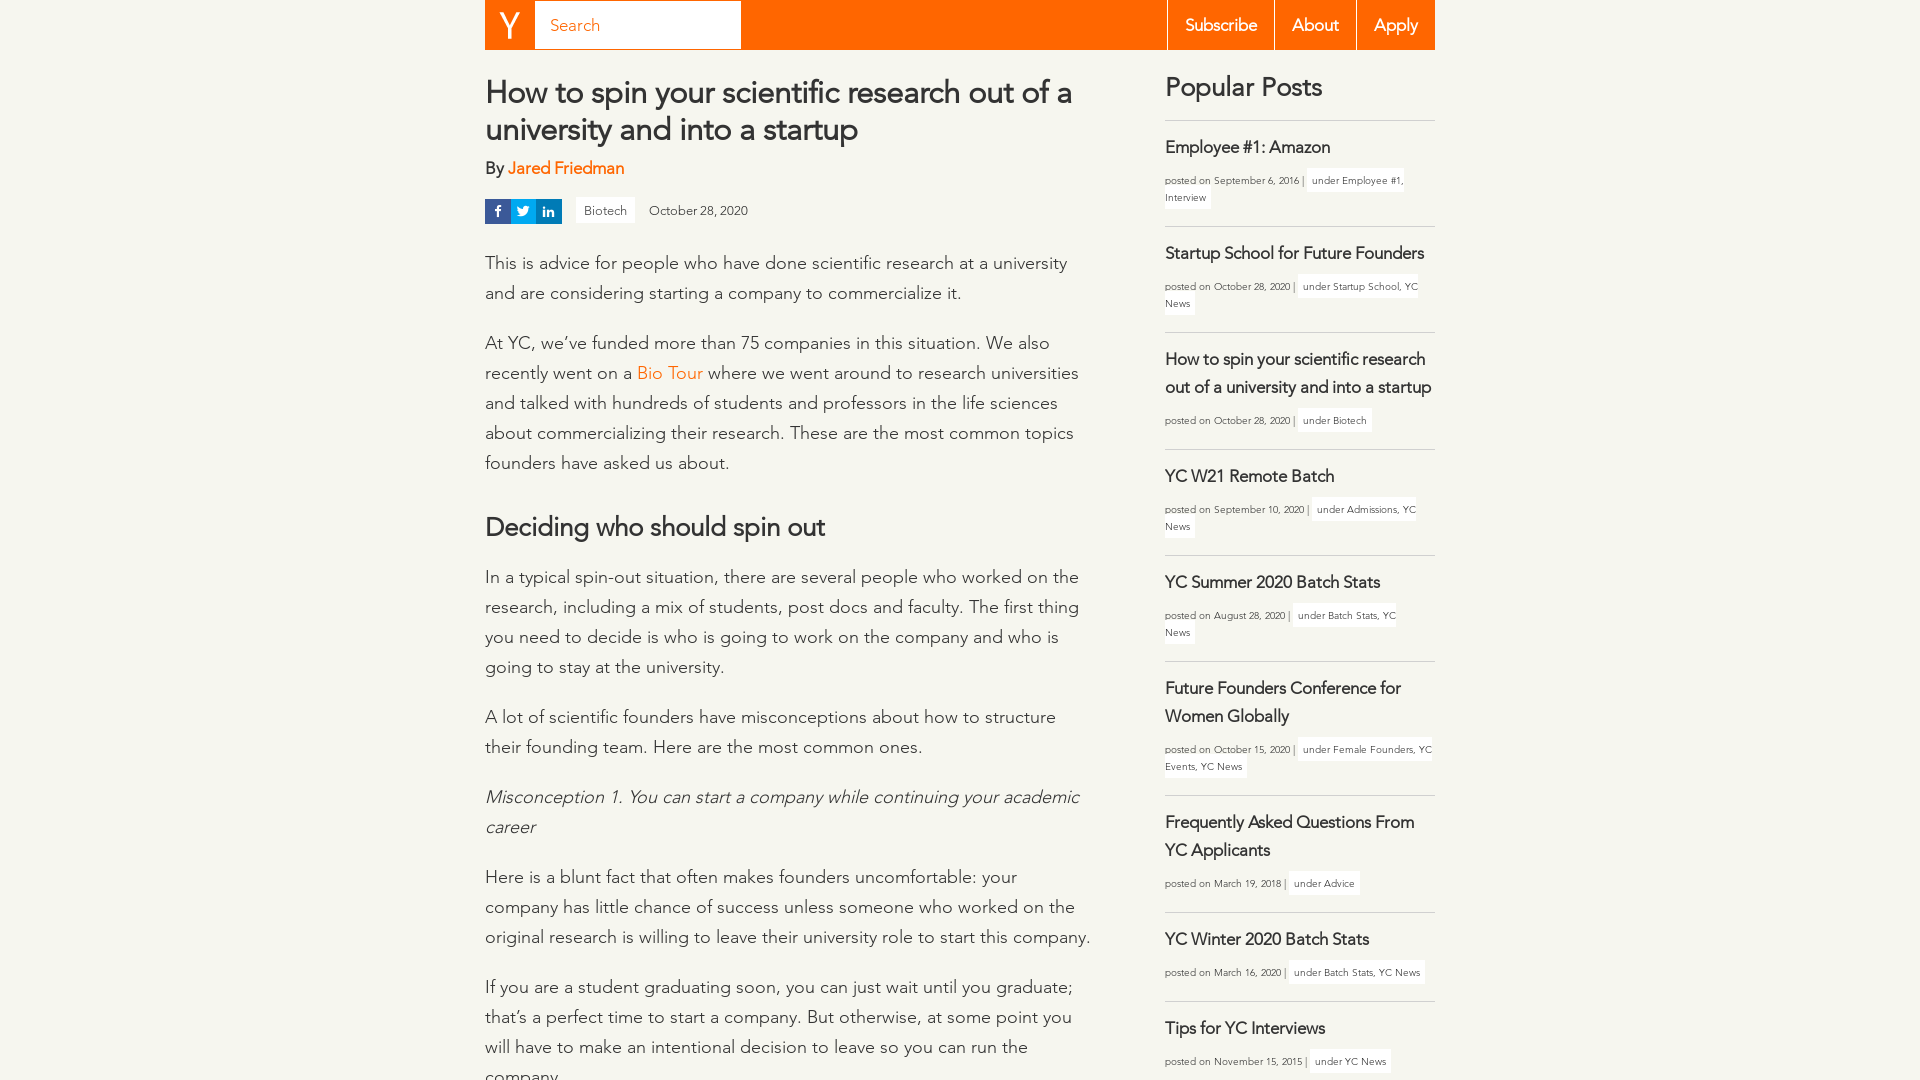 Y
Search
Subscribe
About
Apply
How to spin your scientific research out of a
university and into a startup
By Jared Friedman
Biotech
October 28, 2020
This is advice for people who have done scientific research at a university
and are considering starting a company to commercialize it.
At YC, we’ve funded more than 75 companies in this situation. We also
recently went on a Bio Tour where we went around to research universities
and talked with hundreds of students and professors in the life sciences
about commercializing their research. These are the most common topics
founders have asked us about.
Deciding who should spin out
In a typical spin-out situation, there are several people who worked on the
research, including a mix of students, post docs and faculty. The first thing
you need to decide is who is going to work on the company and who is
going to stay at the university.
A lot of scientific founders have misconceptions about how to structure
their founding team. Here are the most common ones.
Misconception 1. You can start a company while continuing your academic
career
Here is a blunt fact that often makes founders uncomfortable: your
company has little chance of success unless someone who worked on the
original research is willing to leave their university role to start this company.
If you are a student graduating soon, you can just wait until you graduate;
that’s a perfect time to start a company. But otherwise, at some point you
will have to make an intentional decision to leave so you can run the
company.
Popular Posts
Employee #1: Amazon
posted on September 6, 2016 | under Employee #1,
Interview
Startup School for Future Founders
posted on October 28, 2020 | under Startup School, YC
News
How to spin your scientific research
out of a university and into a startup
posted on October 28, 2020 | under Biotech
YC W21 Remote Batch
posted on September 10, 2020 | under Admissions, YC
News
YC Summer 2020 Batch Stats
posted on August 28, 2020 | under Batch Stats, YC
News
Future Founders Conference for
Women Globally
posted on October 15, 2020 | under Female Founders, YC
Events, YC News
Frequently Asked Questions From
YC Applicants
posted on March 19, 2018 | under Advice
YC Winter 2020 Batch Stats
posted on March 16, 2020 | under Batch Stats, YC News
Tips for YC Interviews
posted on November 15, 2015 | under YC News